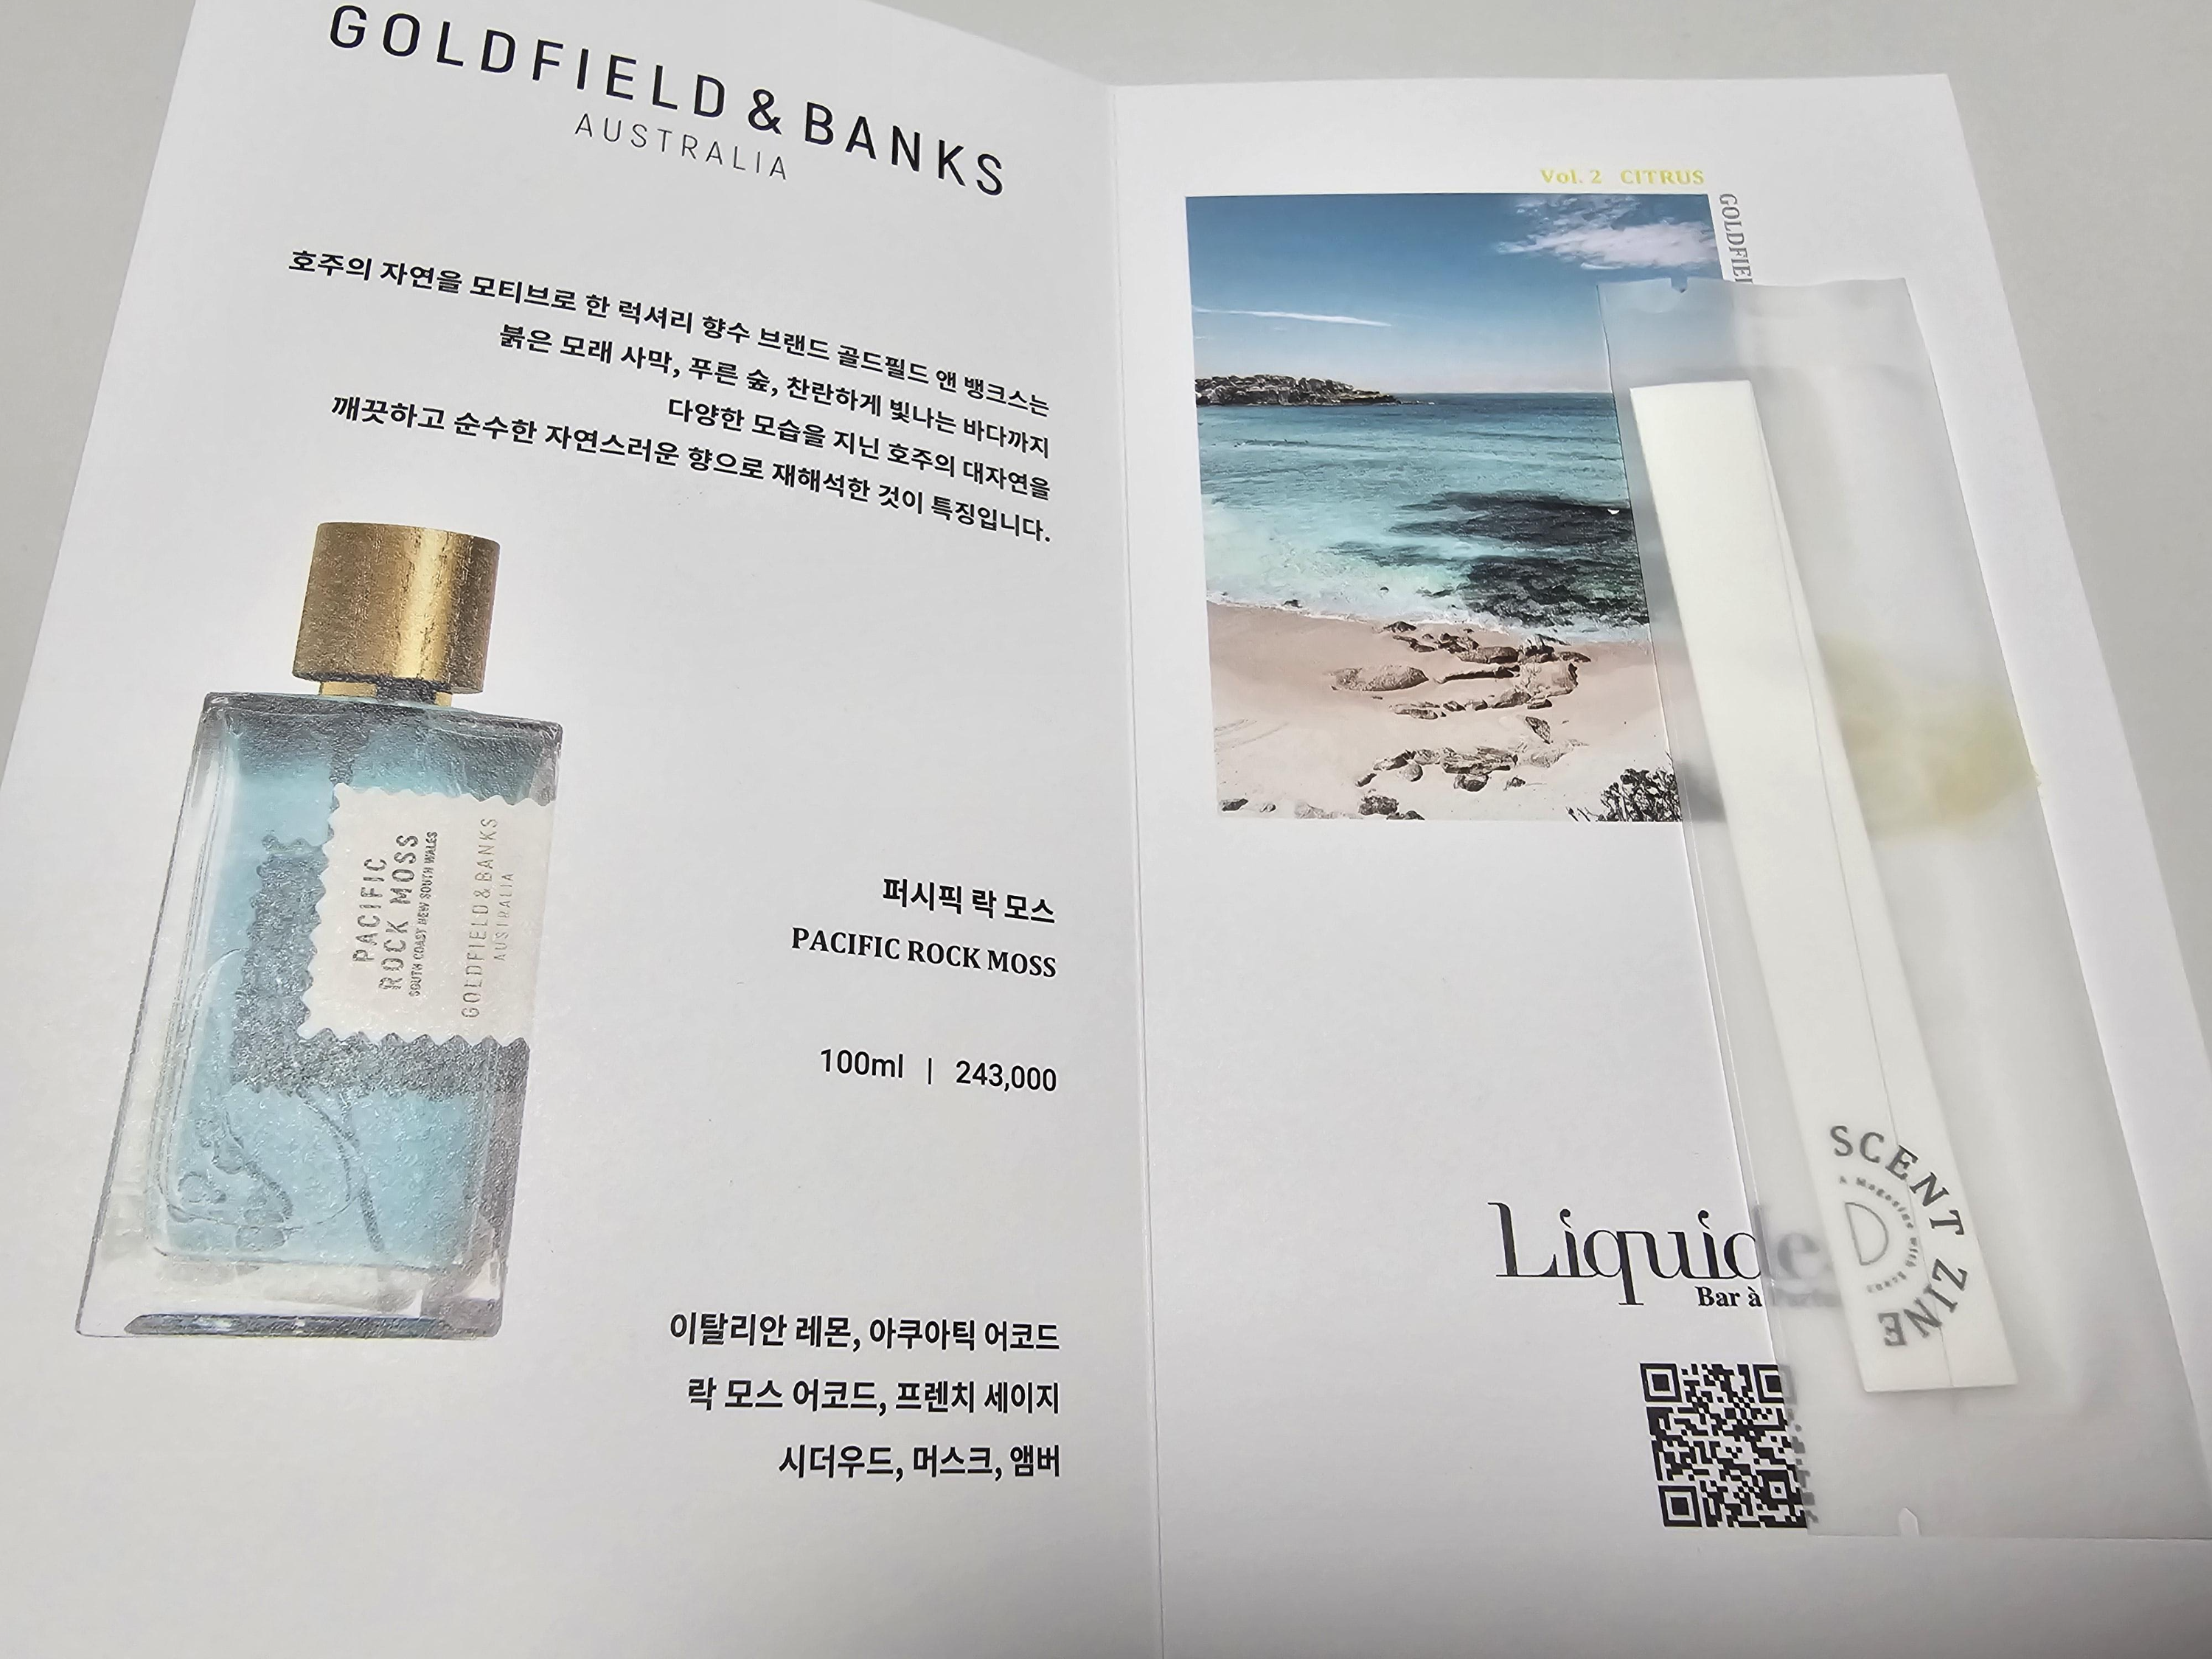 GOLDFIELD & BANKS
AUSTRALIA
호주의 자연을 모티브로 한 럭셔리 향수 브랜드 골드필드 앤 뱅크스는
붉은 모래 사막, 푸른 숲, 찬란하게 빛나는 바다까지
다양한 모습을 지닌 호주의 대자연을
깨끗하고 순수한 자연스러운 향으로 재해석한 것이 특징입니다.
PACIFIC
ROCK MOSS
SOUTH COAST NEW SOUTH WALES
GOLDFIELD & BANKS
AUSTRALIA
퍼시픽 락 모스
PACIFIC ROCK MOSS
100ml | 243,000
이탈리안 레몬, 아쿠아틱 어코드
락 모스 어코드, 프렌치 세이지
시더우드, 머스크, 앰버
Vol. 2 CITRUS
GOLDFIE
Liquide
Bar à
SCENT ZINE
A Magazine with Scent
D